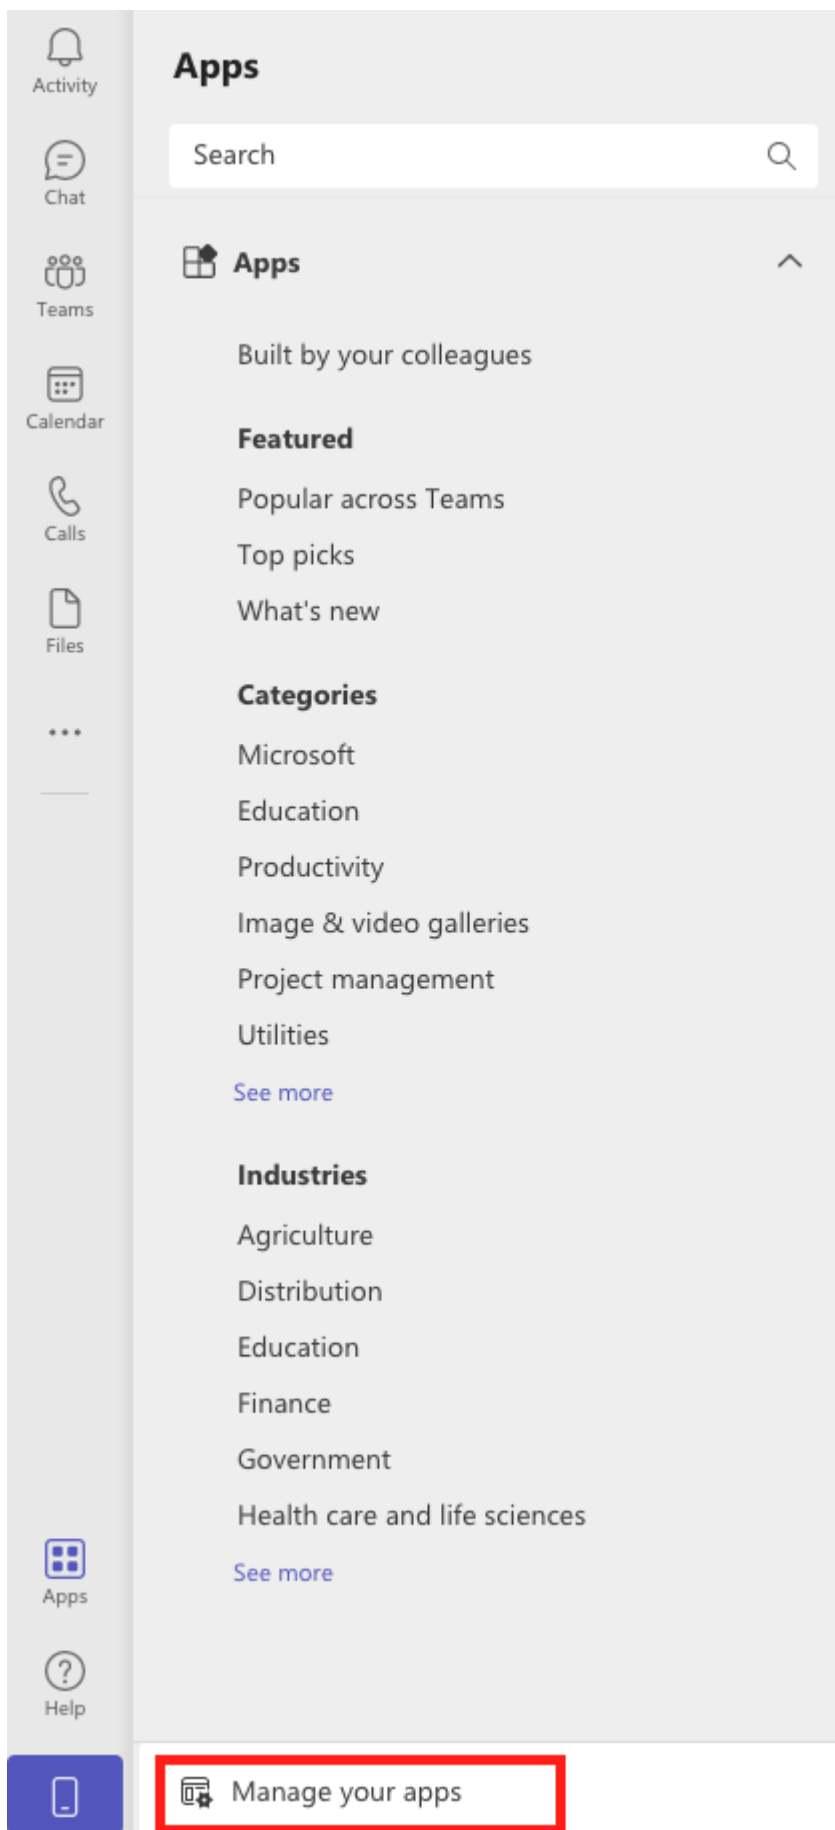 Activity
Chat
Teams
Calendar
Calls
Files
Apps
Help
Apps
Search
Apps
Built by your colleagues
Featured
Popular across Teams
Top picks
What's new
Categories
Microsoft
Education
Productivity
Image & video galleries
Project management
Utilities
See more
Industries
Agriculture
Distribution
Education
Finance
Government
Health care and life sciences
See more
Manage your apps